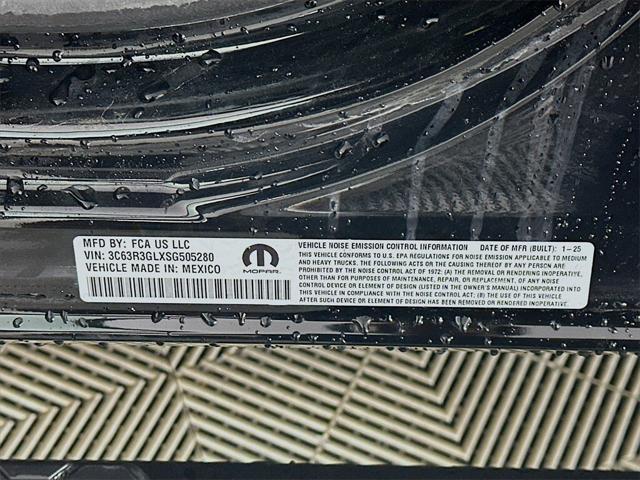 MFD BY: FCA US LLC
VIN: 3C63R3GLXSG505280
VEHICLE MADE IN: MEXICO
MOPAR
VEHICLE NOISE EMISSION CONTROL INFORMATION DATE OF MFR (BUILT): 1-25
THIS VEHICLE CONFORMS TO U.S. EPA REGULATIONS FOR NOISE EMISSION APPLICABLE TO MEDIUM
AND HEAVY TRUCKS. THE FOLLOWING ACTS OR THE CAUSING THEREOF BY ANY PERSON ARE
PROHIBITED BY THE NOISE CONTROL ACT OF 1972: (A) THE REMOVAL OR RENDERING INOPERATIVE,
OTHER THAN FOR PURPOSES OF MAINTENANCE, REPAIR, OR REPLACEMENT, OF ANY NOISE
CONTROL DEVICE OR ELEMENT OF DESIGN (LISTED IN THE OWNER'S MANUAL) INCORPORATED INTO
THIS VEHICLE IN COMPLIANCE WITH THE NOISE CONTROL ACT; (B) THE USE OF THIS VEHICLE
AFTER SUCH DEVICE OR ELEMENT OF DESIGN HAS BEEN REMOVED OR RENDERED INOPERATIVE.